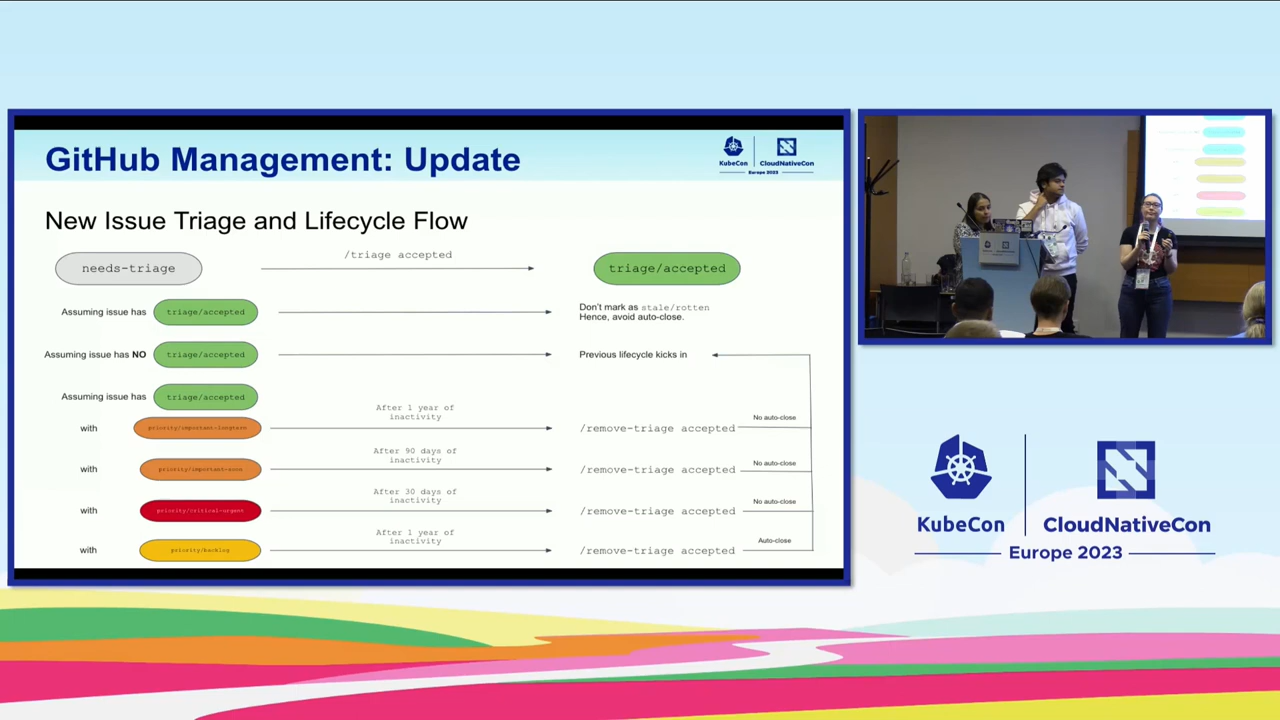 GitHub Management: Update
KubeCon
CloudNativeCon
Europe 2023
New Issue Triage and Lifecycle Flow
needs-triage
/triage accepted
triage/accepted
Assuming issue has
triage/accepted
Don't mark as stale/rotten
Hence, avoid auto-close.
Assuming issue has NO
triage/accepted
Previous lifecycle kicks in
Assuming issue has
triage/accepted
with
priority/important-longterm
After 1 year of
inactivity
/remove-triage accepted
No auto-close
with
priority/important-soon
After 90 days of
inactivity
/remove-triage accepted
No auto-close
with
priority/critical-urgent
After 30 days of
inactivity
/remove-triage accepted
No auto-close
with
priority/backlog
After 1 year of
inactivity
/remove-triage accepted
Auto-close
KubeCon
CloudNativeCon
Europe 2023